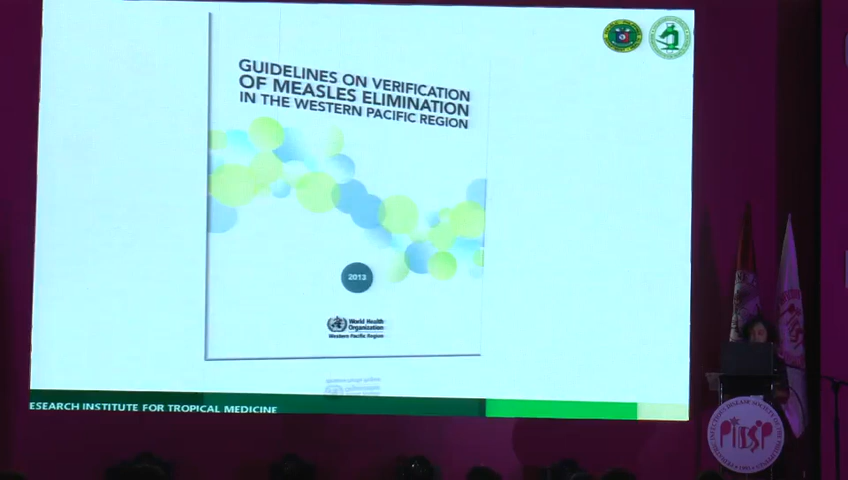 GUIDELINES ON VERIFICATION
OF MEASLES ELIMINATION
IN THE WESTERN PACIFIC REGION
2013
World Health
Organization
Western Pacific Region
ESEARCH INSTITUTE FOR TROPICAL MEDICINE